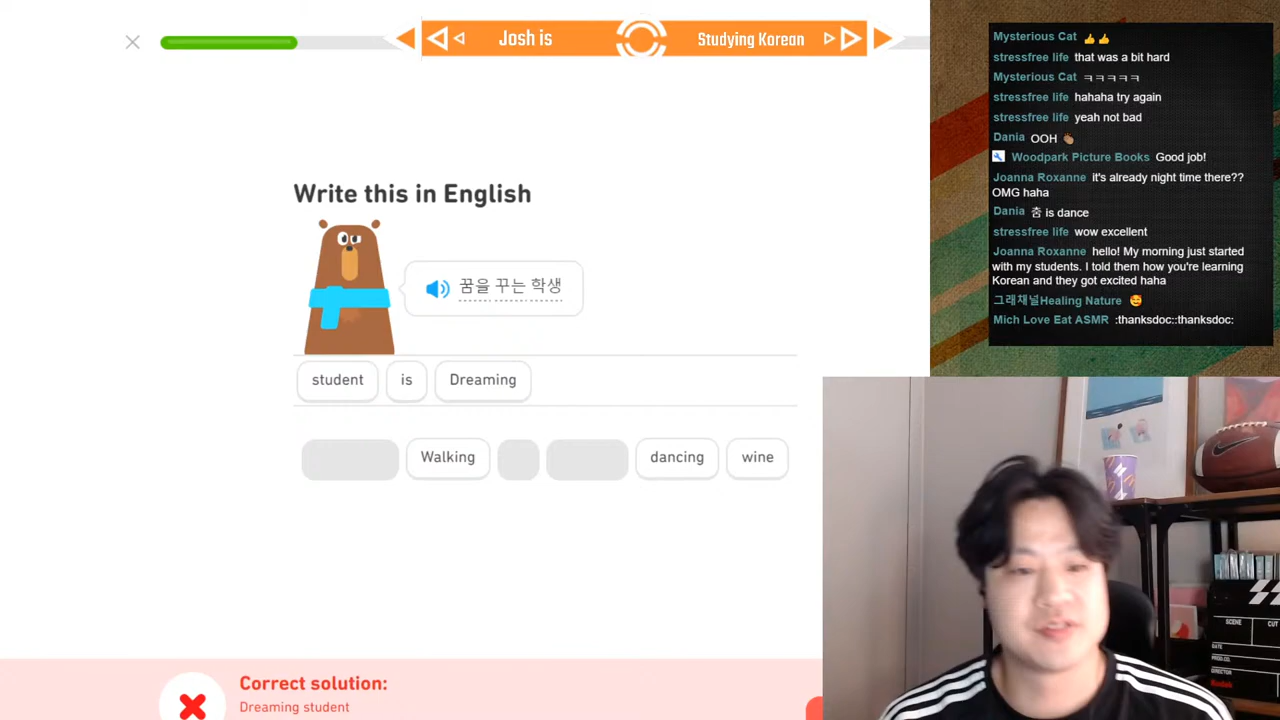 Josh is
Studying Korean
Write this in English
꿈을 꾸는 학생
student is Dreaming
Walking dancing wine
Correct solution:
Dreaming student
Mysterious Cat 👍👍
stressfree life that was a bit hard
Mysterious Cat ㅋㅋㅋㅋㅋ
stressfree life hahaha try again
stressfree life yeah not bad
Dania OOH 👏🏽
Woodpark Picture Books Good job!
Joanna Roxanne it's already night time there??
OMG haha
Dania 춤 is dance
stressfree life wow excellent
Joanna Roxanne hello! My morning just started
with my students. I told them how you're learning
Korean and they got excited haha
그래채널Healing Nature 🥰
Mich Love Eat ASMR :thanksdoc::thanksdoc:
SCENE
CUT
DATE
PROD.CO.